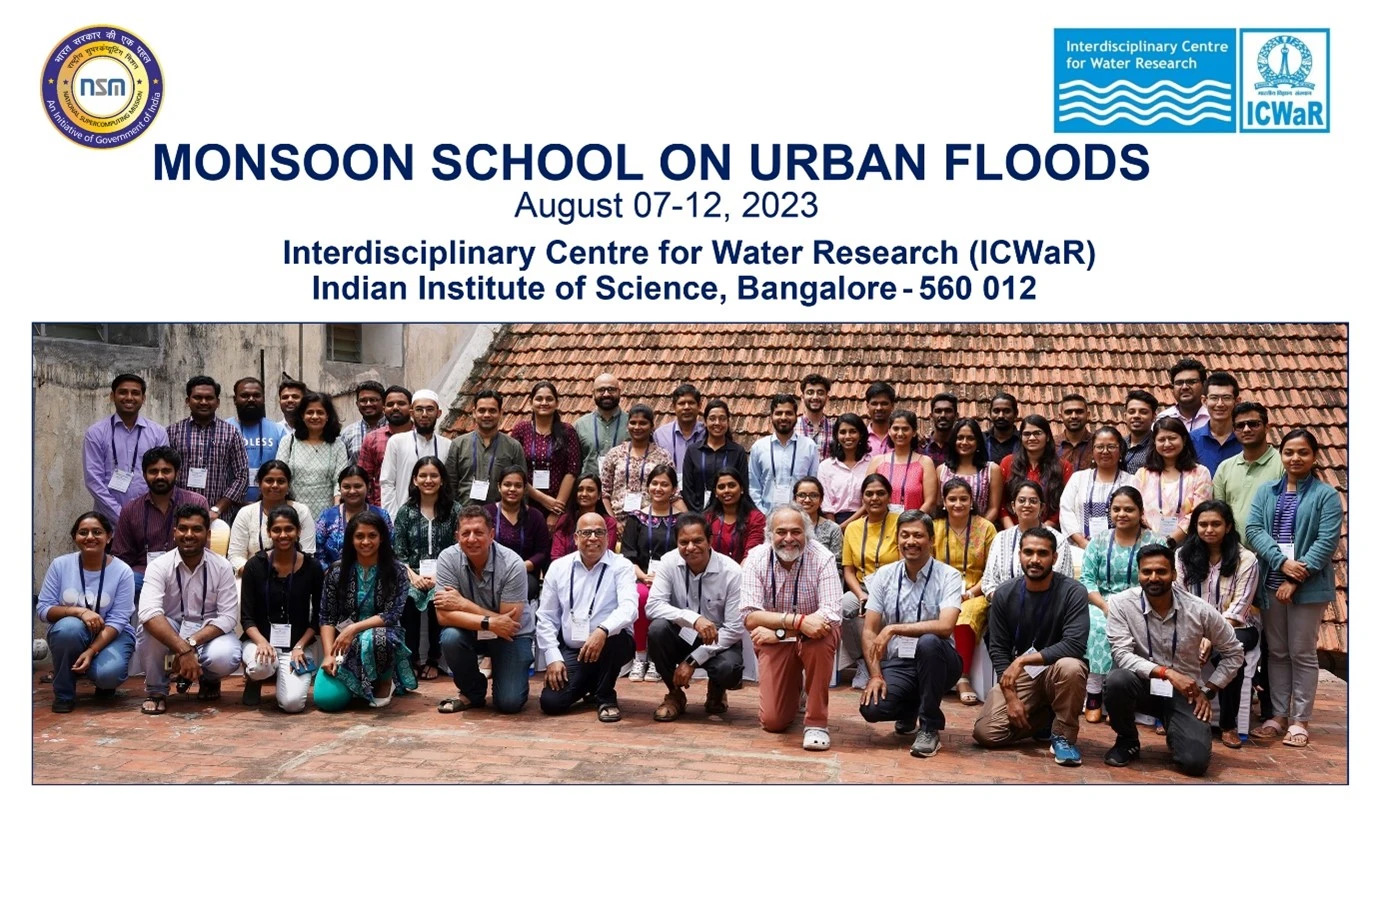 भारत सरकार की एक पहल
राष्ट्रीय सुपरकंप्यूटिंग मिशन
nsm
NATIONAL SUPERCOMPUTING MISSION
An Initiative of Government of India
Interdisciplinary Centre
for Water Research
भारतीय विज्ञान संस्थान
ICWaR
MONSOON SCHOOL ON URBAN FLOODS
August 07-12, 2023
Interdisciplinary Centre for Water Research (ICWaR)
Indian Institute of Science, Bangalore - 560 012